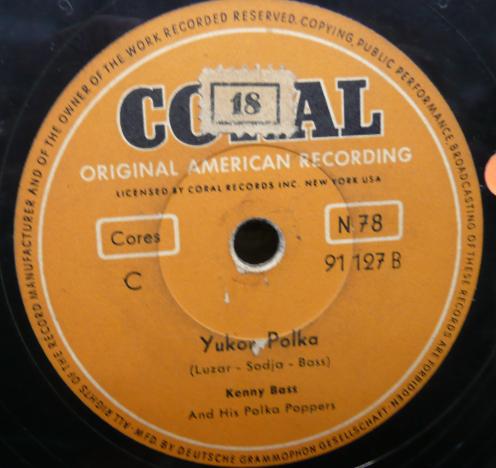 ALL RIGHTS OF THE RECORD MANUFACTURER AND OF THE OWNER OF THE WORK RECORDED RESERVED. COPYING, PUBLIC PERFORMANCE, BROADCASTING OF THESE RECORDS ARE FORBIDDEN.
CORAL
18
ORIGINAL AMERICAN RECORDING
LICENSED BY CORAL RECORDS INC. NEW YORK USA
Cores
N 78
C
91 127 B
Yukon Polka
(Luzar - Sodja - Bass)
Kenny Bass
And His Polka Poppers
MFD. BY DEUTSCHE GRAMMOPHON GESELLSCHAFT